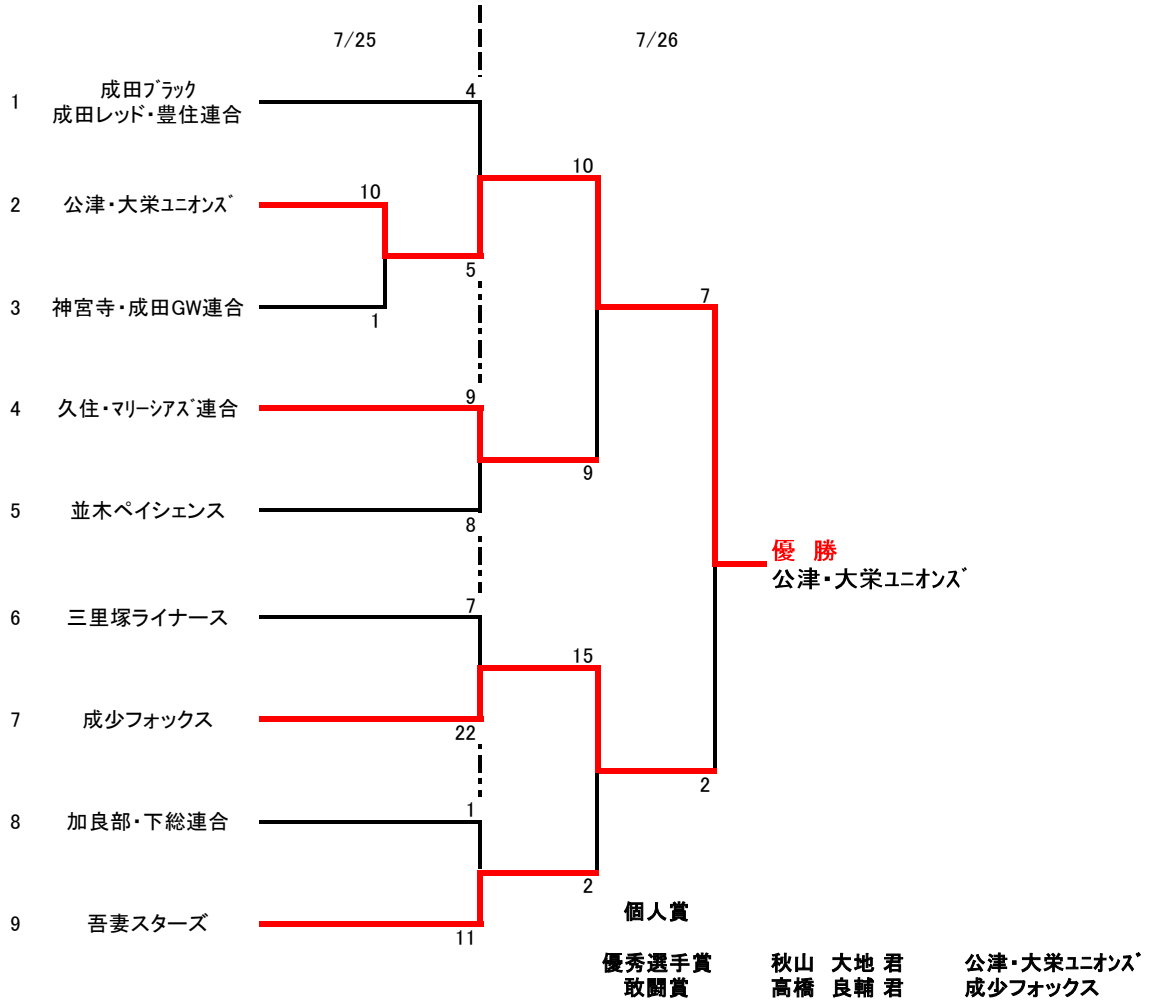 7/25 7/26
成田ﾌﾞﾗｯｸ
1 成田レッド・豊住連合
4
10
2 公津・大栄ﾕﾆｵﾝｽﾞ
10
5
3 神宮寺・成田GW連合
1
7
4 久住・ﾏﾘｰｼｱｽﾞ連合
9
9
5 並木ペイシェンス
8
優 勝
公津・大栄ﾕﾆｵﾝｽﾞ
6 三里塚ライナース
7
15
7 成少フォックス
22
2
8 加良部・下総連合
1
2
9 吾妻スターズ
11
個人賞
優秀選手賞 秋山 大地 君 公津・大栄ﾕﾆｵﾝｽﾞ
敢闘賞 高橋 良輔 君 成少フォックス